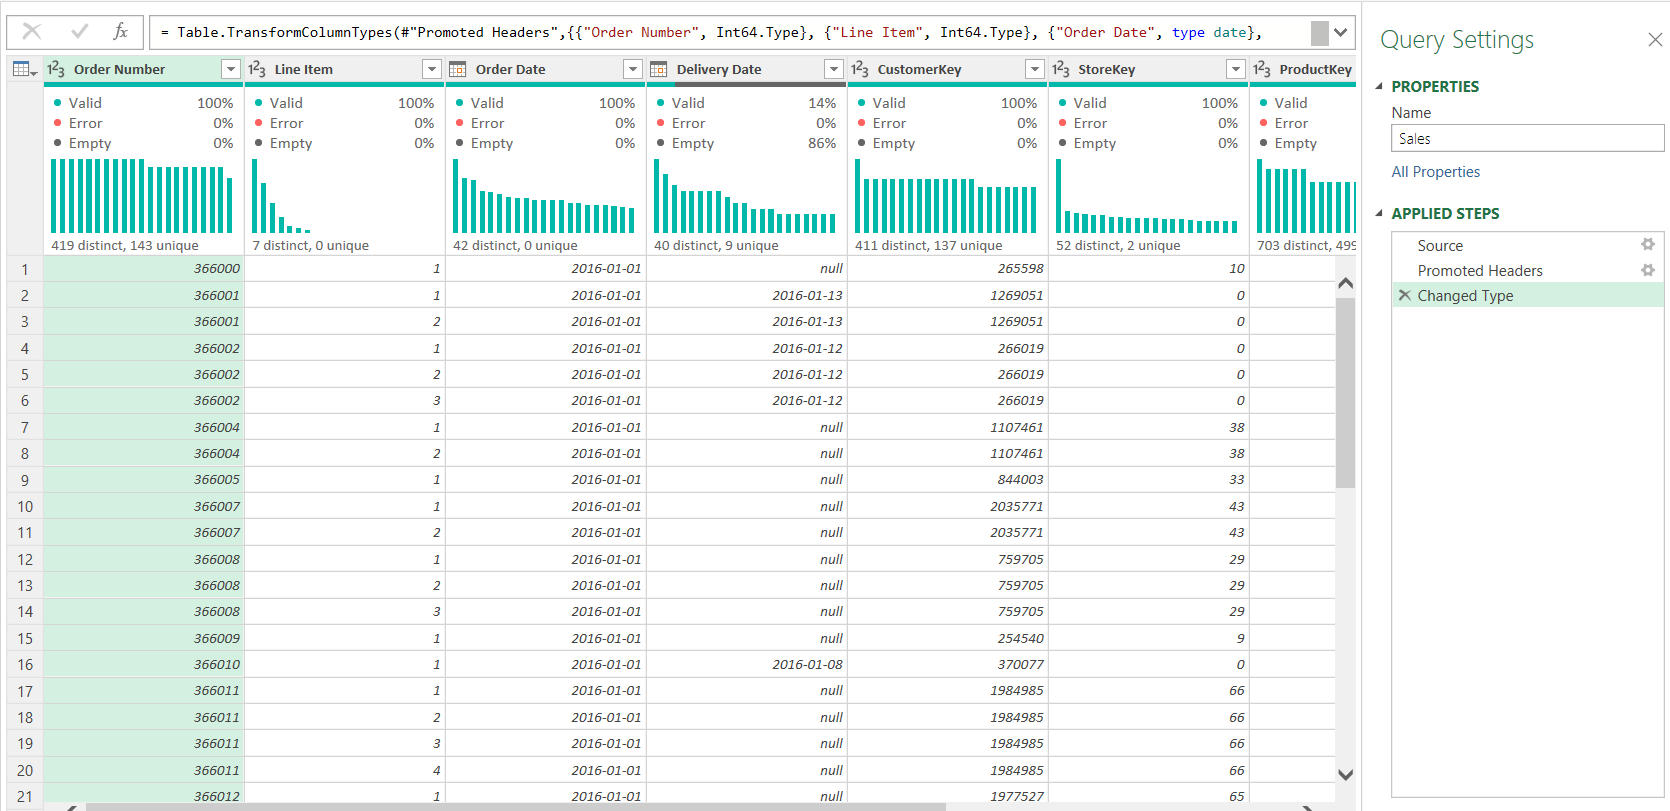 fx = Table.TransformColumnTypes(#"Promoted Headers",{{"Order Number", Int64.Type}, {"Line Item", Int64.Type}, {"Order Date", type date},
Query Settings
123 Order Number 123 Line Item Order Date Delivery Date 123 CustomerKey 123 StoreKey 123 ProductKey
Valid 100% Valid 100% Valid 100% Valid 14% Valid 100% Valid 100% Valid
Error 0% Error 0% Error 0% Error 0% Error 0% Error 0% Error
Empty 0% Empty 0% Empty 0% Empty 86% Empty 0% Empty 0% Empty
419 distinct, 143 unique 7 distinct, 0 unique 42 distinct, 0 unique 40 distinct, 9 unique 411 distinct, 137 unique 52 distinct, 2 unique 703 distinct, 499
1 366000 1 2016-01-01 null 265598 10
2 366001 1 2016-01-01 2016-01-13 1269051 0
3 366001 2 2016-01-01 2016-01-13 1269051 0
4 366002 1 2016-01-01 2016-01-12 266019 0
5 366002 2 2016-01-01 2016-01-12 266019 0
6 366002 3 2016-01-01 2016-01-12 266019 0
7 366004 1 2016-01-01 null 1107461 38
8 366004 2 2016-01-01 null 1107461 38
9 366005 1 2016-01-01 null 844003 33
10 366007 1 2016-01-01 null 2035771 43
11 366007 2 2016-01-01 null 2035771 43
12 366008 1 2016-01-01 null 759705 29
13 366008 2 2016-01-01 null 759705 29
14 366008 3 2016-01-01 null 759705 29
15 366009 1 2016-01-01 null 254540 9
16 366010 1 2016-01-01 2016-01-08 370077 0
17 366011 1 2016-01-01 null 1984985 66
18 366011 2 2016-01-01 null 1984985 66
19 366011 3 2016-01-01 null 1984985 66
20 366011 4 2016-01-01 null 1984985 66
21 366012 1 2016-01-01 null 1977527 65
PROPERTIES
Name
Sales
All Properties
APPLIED STEPS
Source
Promoted Headers
Changed Type